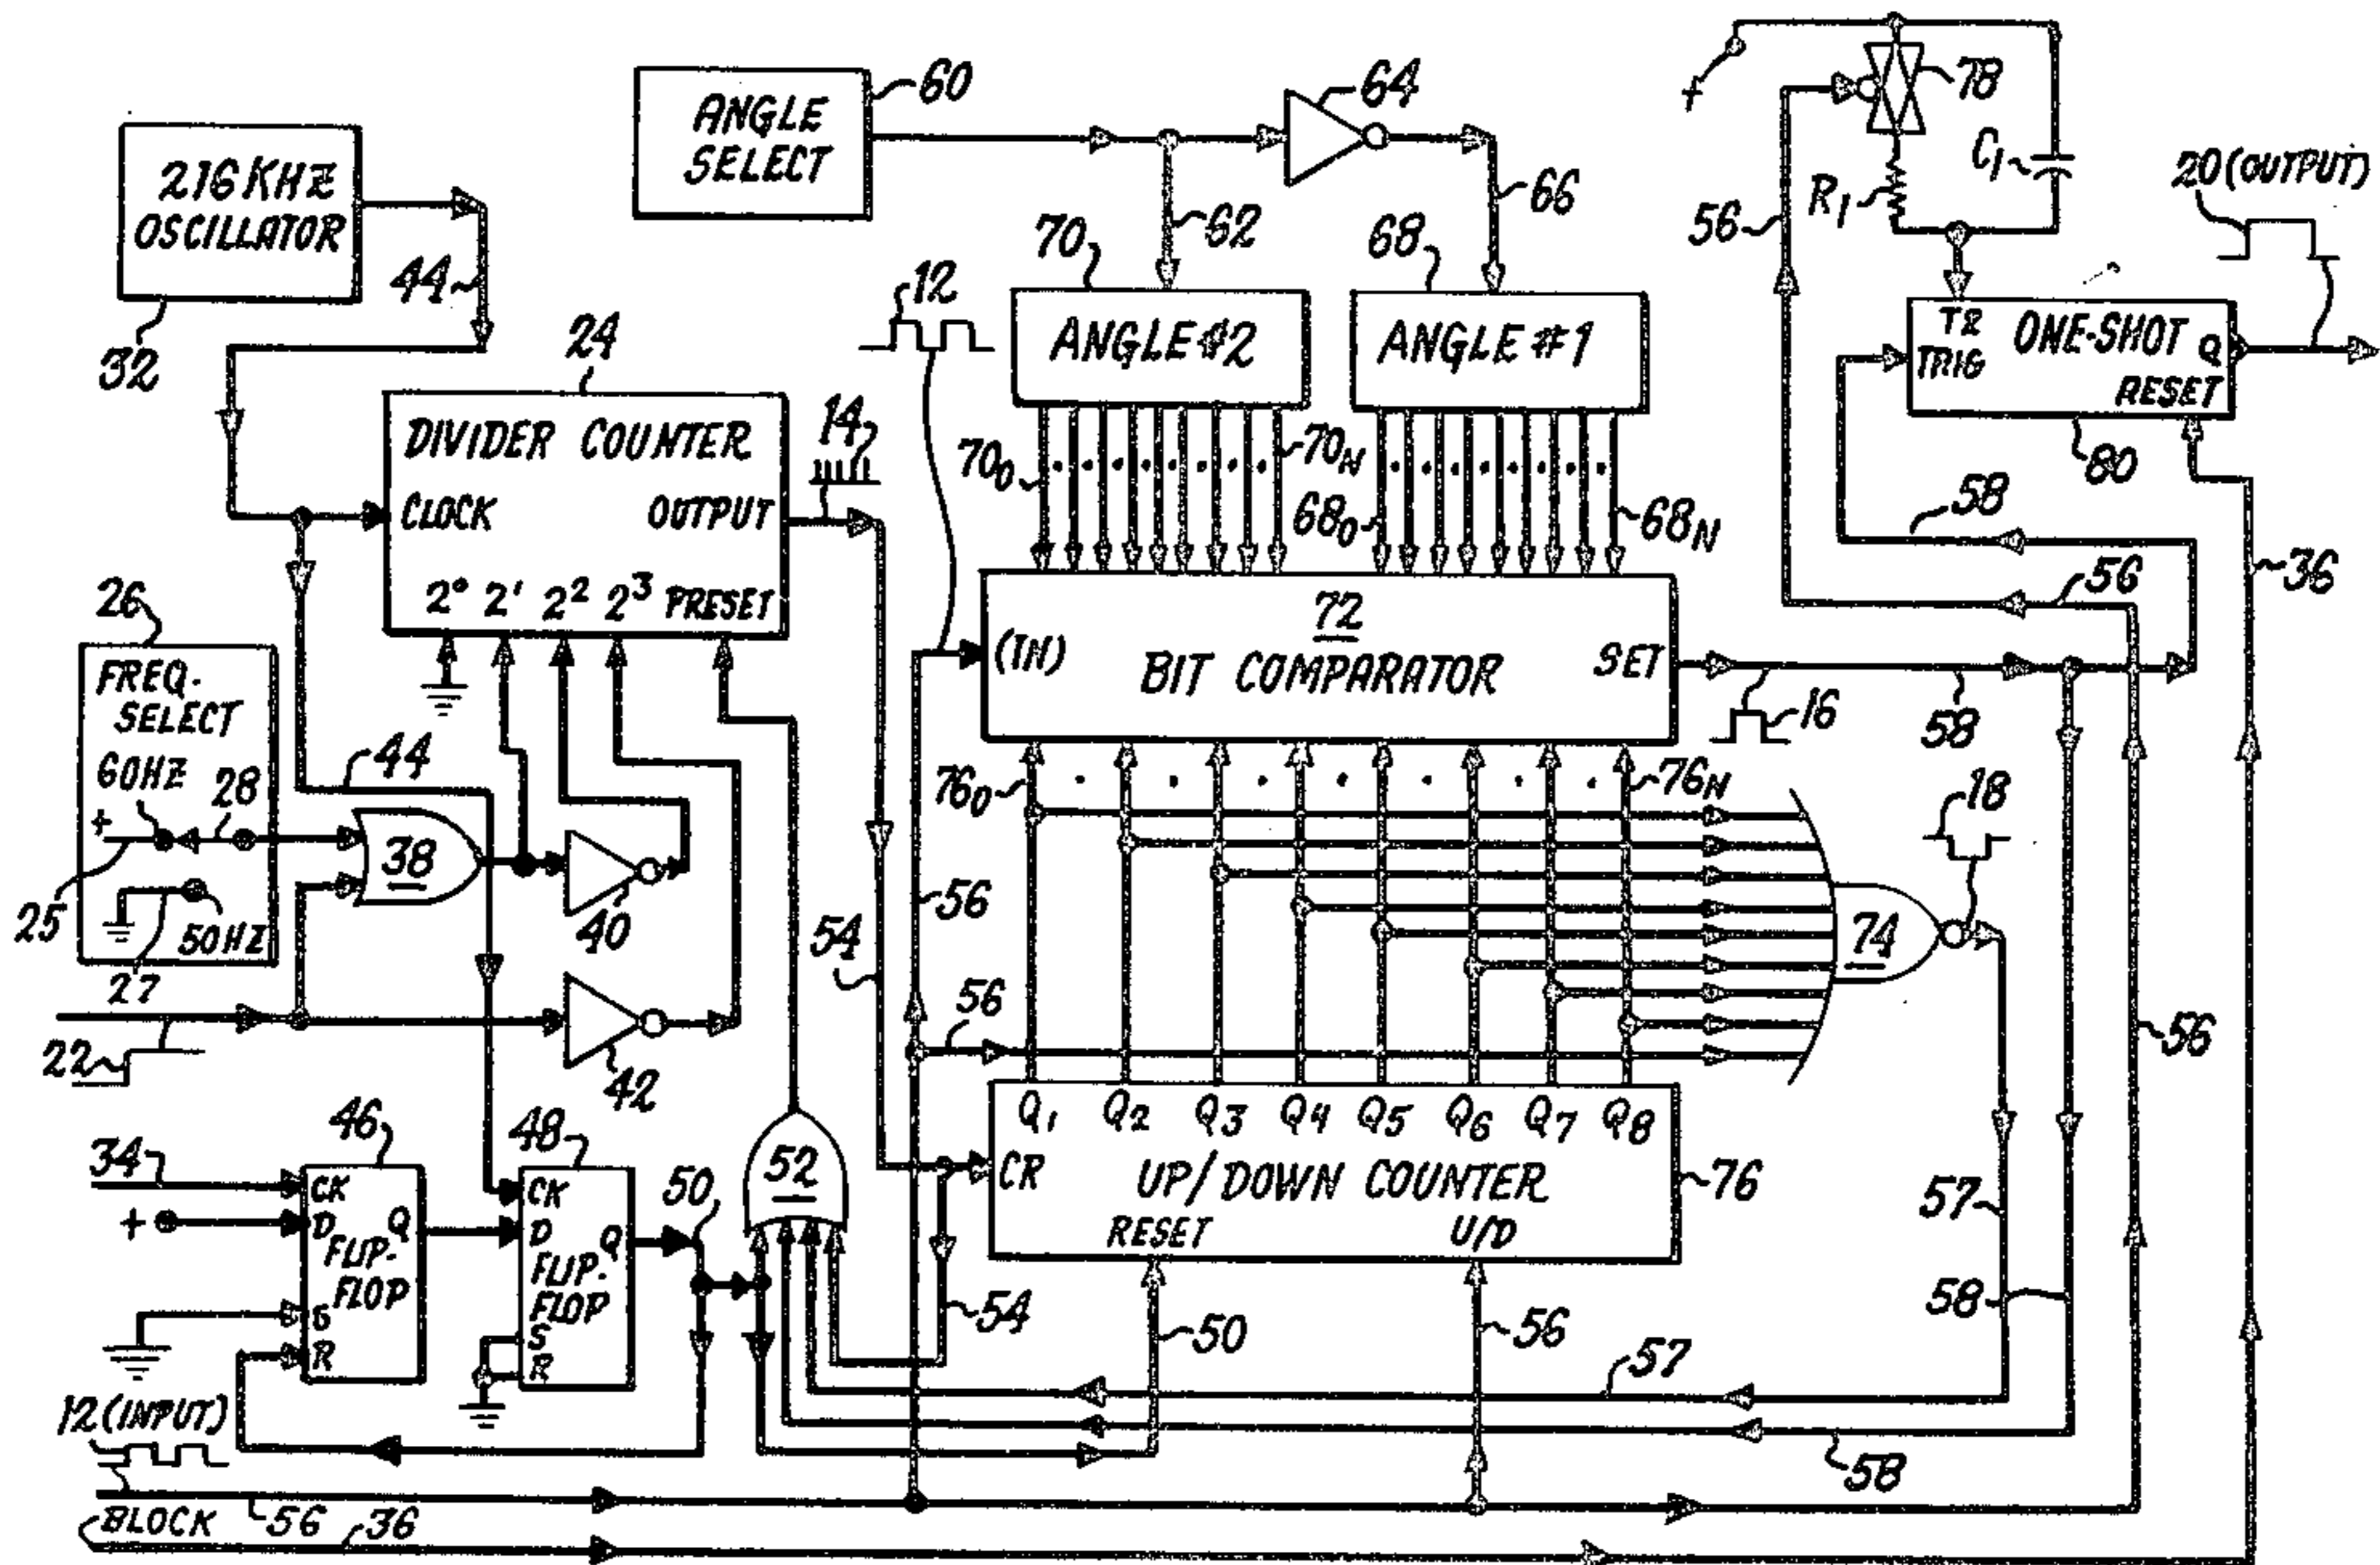 216 KHZ
OSCILLATOR
32
44
ANGLE
SELECT
60
64
62
66
70
68
ANGLE #2
ANGLE #1
12
70₀
70N
68₀
68N
+
78
R1
C1
56
20 (OUTPUT)
T2
TRIG
ONE-SHOT
Q
RESET
80
58
56
36
24
DIVIDER COUNTER
CLOCK
OUTPUT
2⁰ 2¹ 2² 2³ PRESET
14
26
FREQ.
SELECT
60HZ
28
+
25
27
50HZ
44
38
40
42
22
72
(IN)
BIT COMPARATOR
SET
16
58
76₀
76N
18
74
54
56
56
56
34
46
CK
D
Q
FLIP-
FLOP
S
R
+
48
CK
D
Q
FLIP-
FLOP
S
R
50
52
54
Q1 Q2 Q3 Q4 Q5 Q6 Q7 Q8
CR
UP/DOWN COUNTER
RESET
U/D
76
50
56
57
57
58
58
12 (INPUT)
BLOCK
56
36